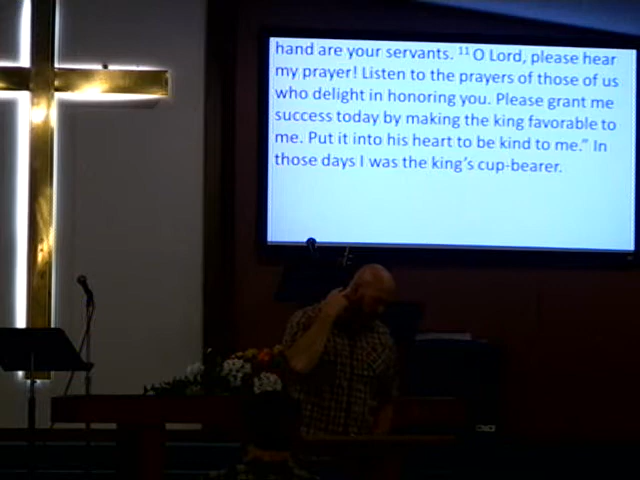 hand are your servants. ¹¹ O Lord, please hear
my prayer! Listen to the prayers of those of us
who delight in honoring you. Please grant me
success today by making the king favorable to
me. Put it into his heart to be kind to me.” In
those days I was the king’s cup-bearer.